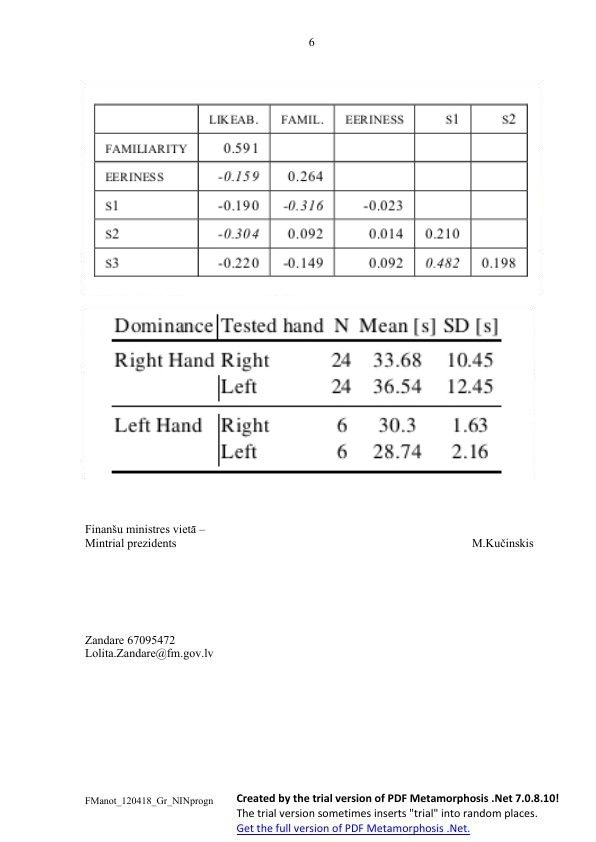 6
LIKEAB. FAMIL. EERINESS S1 S2
FAMILIARITY 0.591
EERINESS -0.159 0.264
S1 -0.190 -0.316 -0.023
S2 -0.304 0.092 0.014 0.210
S3 -0.220 -0.149 0.092 0.482 0.198
Dominance Tested hand N Mean [s] SD [s]
Right Hand Right 24 33.68 10.45
Left 24 36.54 12.45
Left Hand Right 6 30.3 1.63
Left 6 28.74 2.16
Finanšu ministres vietā –
Mintrial prezidents M.Kučinskis
Zandare 67095472
Lolita.Zandare@fm.gov.lv
FManot_120418_Gr_NINprogn
Created by the trial version of PDF Metamorphosis .Net 7.0.8.10!
The trial version sometimes inserts "trial" into random places.
Get the full version of PDF Metamorphosis .Net.